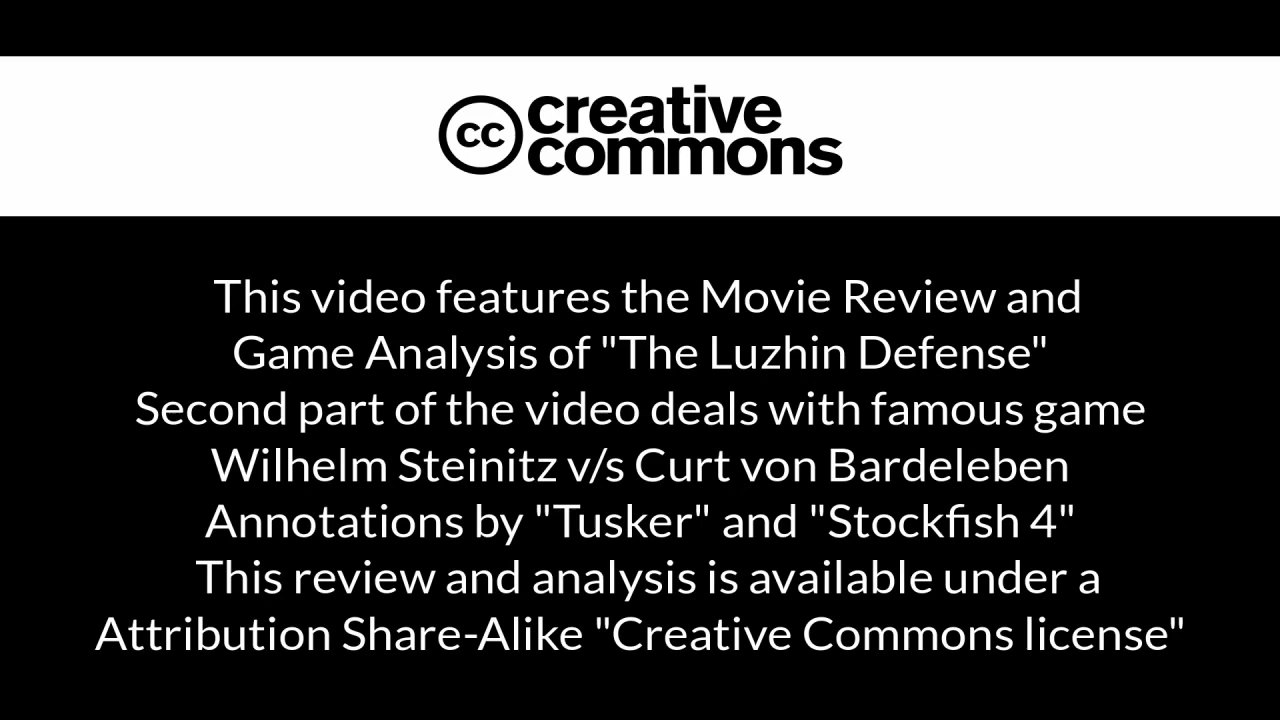 cc creative
commons
This video features the Movie Review and
Game Analysis of "The Luzhin Defense"
Second part of the video deals with famous game
Wilhelm Steinitz v/s Curt von Bardeleben
Annotations by "Tusker" and "Stockfish 4"
This review and analysis is available under a
Attribution Share-Alike "Creative Commons license"